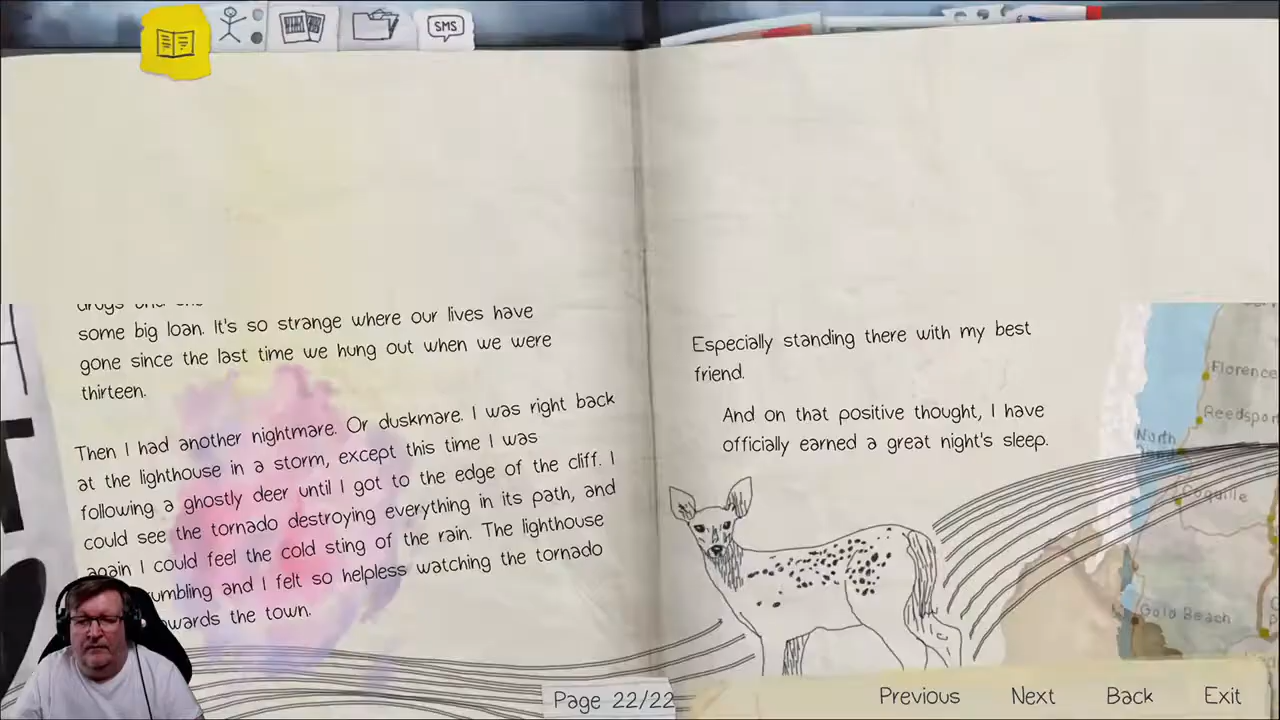 SMS
some big loan. It's so strange where our lives have
gone since the last time we hung out when we were
thirteen.
Then I had another nightmare. Or duskmare. I was right back
at the lighthouse in a storm, except this time I was
following a ghostly deer until I got to the edge of the cliff. I
could see the tornado destroying everything in its path, and
again I could feel the cold sting of the rain. The lighthouse
umbling and I felt so helpless watching the tornado
wards the town.
Especially standing there with my best
friend.
And on that positive thought, I have
officially earned a great night's sleep.
Florence
Reedsport
North
Coquille
Gold Beach
Page 22/22
Previous
Next
Back
Exit